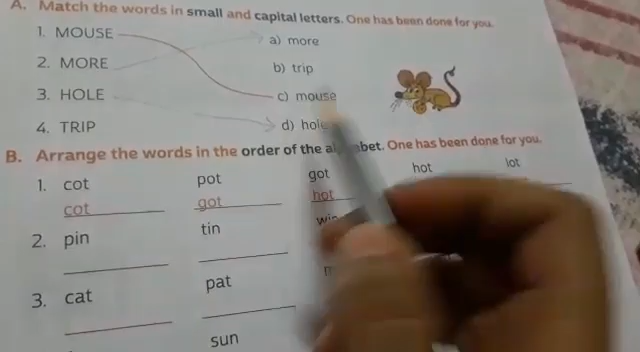 A. Match the words in small and capital letters. One has been done for you.
1. MOUSE a) more
2. MORE b) trip
3. HOLE c) mouse
4. TRIP d) hole
B. Arrange the words in the order of the One has been done for you.
1. cot pot got hot lot
cot got hot
2. pin tin
3. cat pat
sun